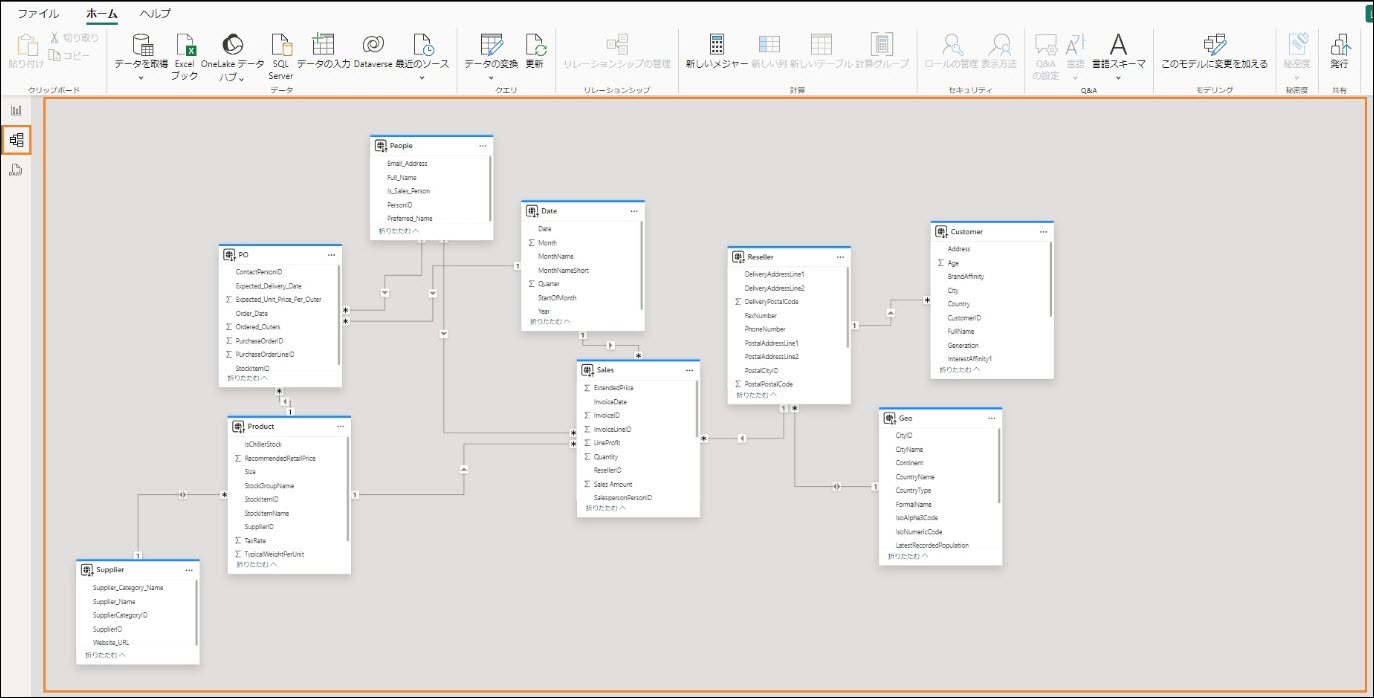 ファイル ホーム ヘルプ
貼り付け 切り取り コピー
クリップボード
データを取得 Excel ブック OneLake データ ハブ SQL Server データの入力 Dataverse 最近のソース
データ
データの変換 更新
クエリ
リレーションシップの管理
リレーションシップ
新しいメジャー 新しい列 新しいテーブル 計算グループ
計算
ロールの管理 表示方法
セキュリティ
Q&A の設定 言語 言語スキーマ
Q&A
このモデルに変更を加える
モデリング
秘密度
秘密度
発行
共有
People
Email_Address
Full_Name
Is_Sales_Person
PersonID
Preferred_Name
折りたたむ
Date
Date
Month
MonthName
MonthNameShort
Quarter
StartOfMonth
Year
折りたたむ
PO
ContactPersonID
Expected_Delivery_Date
Expected_Unit_Price_Per_Outer
Order_Date
Ordered_Outers
PurchaseOrderID
PurchaseOrderLineID
StockItemID
折りたたむ
Reseller
DeliveryAddressLine1
DeliveryAddressLine2
DeliveryPostalCode
FaxNumber
PhoneNumber
PostalAddressLine1
PostalAddressLine2
PostalCityID
PostalPostalCode
折りたたむ
Customer
Address
Age
BrandAffinity
City
Country
CustomerID
FullName
Generation
InterestAffinity1
折りたたむ
Sales
ExtendedPrice
InvoiceDate
InvoiceID
InvoiceLineID
LineProfit
Quantity
ResellerID
Sales Amount
SalespersonPersonID
折りたたむ
Product
IsChillerStock
RecommendedRetailPrice
Size
StockGroupName
StockItemID
StockItemName
SupplierID
TaxRate
TypicalWeightPerUnit
折りたたむ
Geo
CityID
CityName
Continent
CountryName
CountryType
FormalName
IsoAlpha3Code
IsoNumericCode
LatestRecordedPopulation
折りたたむ
Supplier
Supplier_Category_Name
Supplier_Name
SupplierCategoryID
SupplierID
Website_URL
折りたたむ